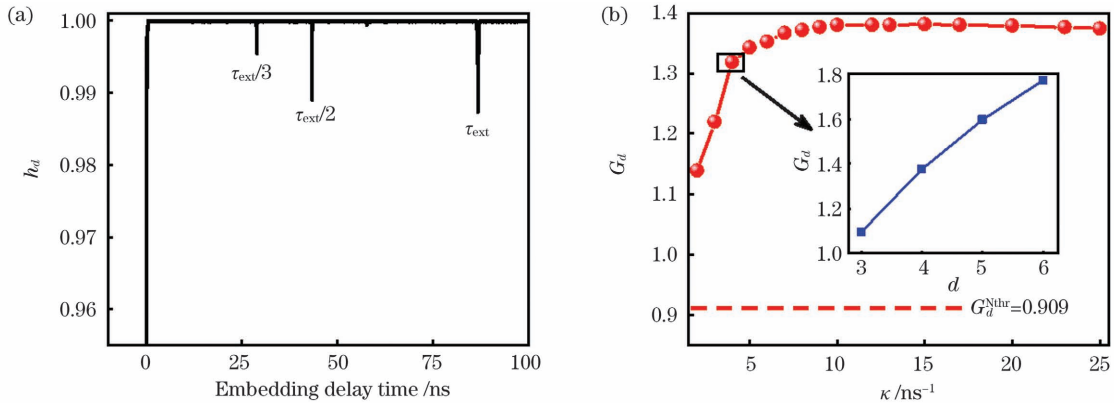 (a)
1.00
0.99
0.98
0.97
0.96
h_d
τ_ext/3
τ_ext/2
τ_ext
0 25 50 75 100
Embedding delay time /ns
(b)
1.4
1.3
1.2
1.1
1.0
0.9
G_d
1.8
1.6
1.4
1.2
1.0
G_d
3 4 5 6
d
G_d^Nthr=0.909
5 10 15 20 25
κ /ns⁻¹